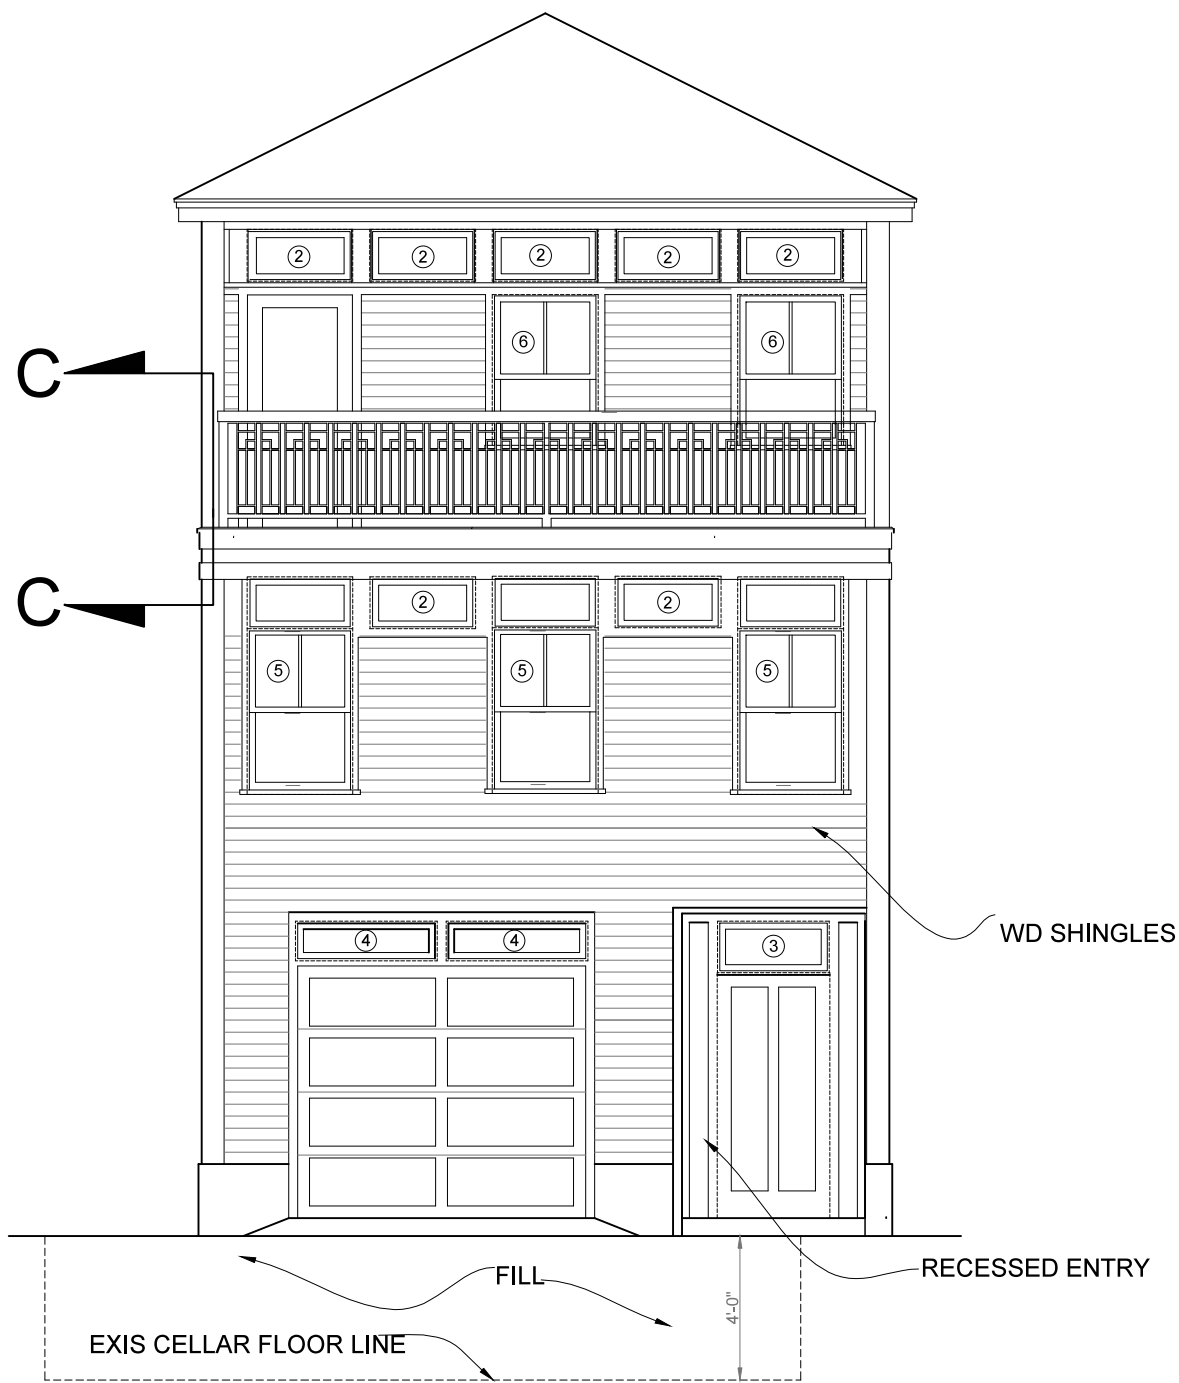 2 2 2 2 2
6 6
C
C
2 2
5 5 5
WD SHINGLES
4 4 3
RECESSED ENTRY
FILL
4'-0"
EXIS CELLAR FLOOR LINE